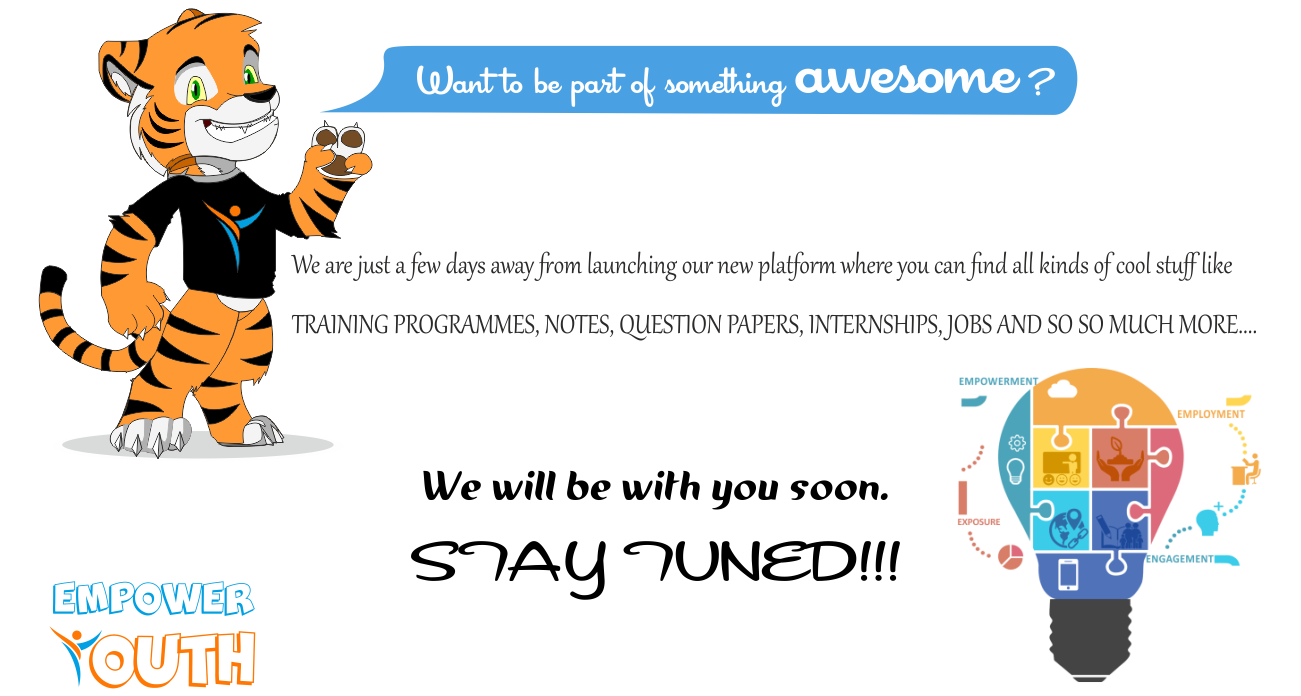 Want to be part of something awesome ?
We are just a few days away from launching our new platform where you can find all kinds of cool stuff like
TRAINING PROGRAMMES, NOTES, QUESTION PAPERS, INTERNSHIPS, JOBS AND SO SO MUCH MORE....
EMPOWERMENT
EMPLOYMENT
EXPOSURE
ENGAGEMENT
We will be with you soon.
STAY TUNED!!!
EMPOWER
YOUTH